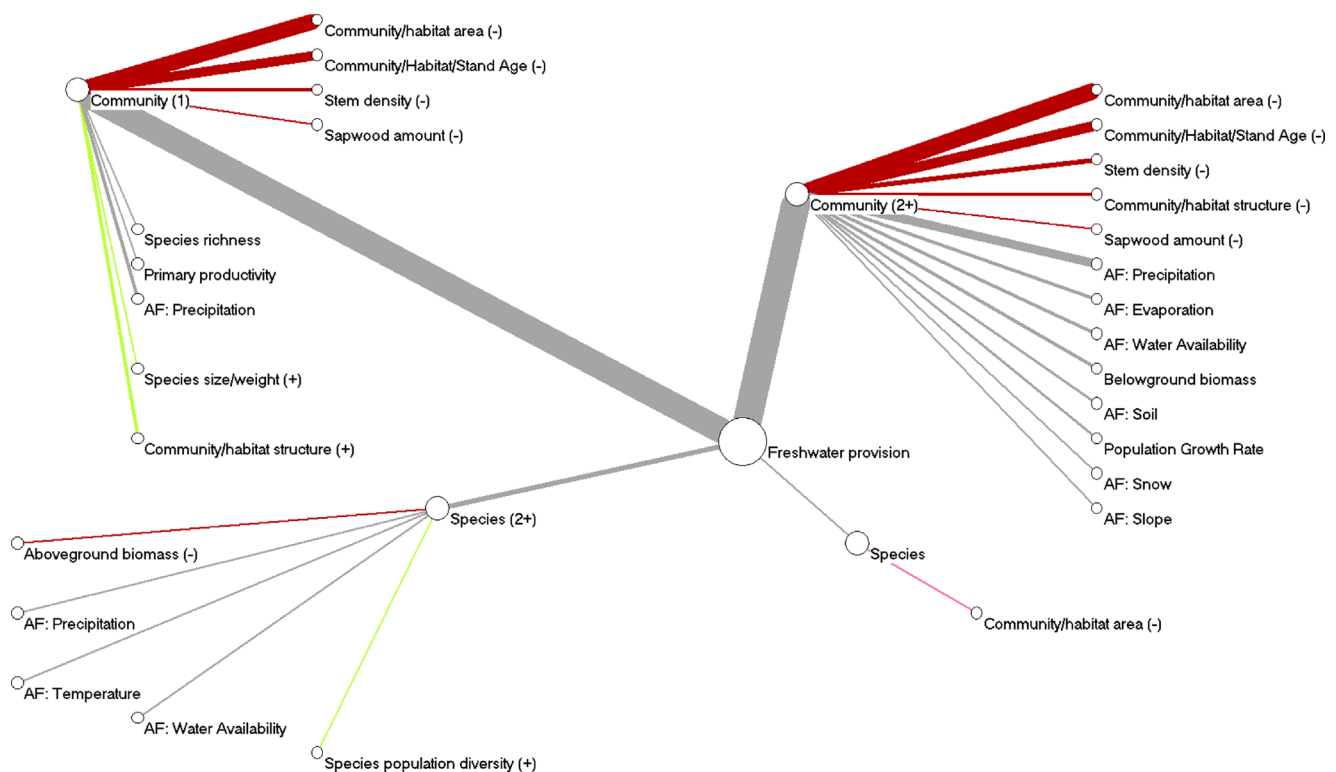 Community/habitat area (-)
Community/Habitat/Stand Age (-)
Community (1)
Stem density (-)
Sapwood amount (-)
Species richness
Primary productivity
AF: Precipitation
Species size/weight (+)
Community/habitat structure (+)
Community/habitat area (-)
Community/Habitat/Stand Age (-)
Stem density (-)
Community (2+)
Community/habitat structure (-)
Sapwood amount (-)
AF: Precipitation
AF: Evaporation
AF: Water Availability
Belowground biomass
AF: Soil
Population Growth Rate
AF: Snow
AF: Slope
Freshwater provision
Species (2+)
Aboveground biomass (-)
AF: Precipitation
AF: Temperature
AF: Water Availability
Species population diversity (+)
Species
Community/habitat area (-)